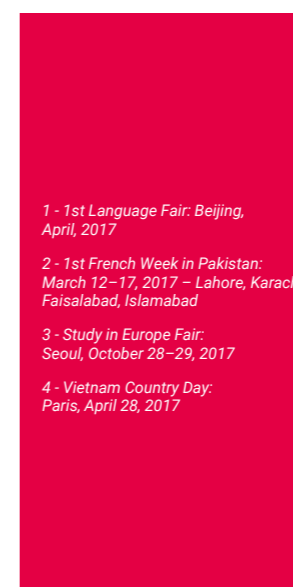 1 - 1st Language Fair: Beijing,
April, 2017
2 - 1st French Week in Pakistan:
March 12–17, 2017 – Lahore,
Faisalabad, Islamabad
3 - Study in Europe Fair:
Seoul, October 28–29, 2017
4 - Vietnam Country Day:
Paris, April 28, 2017